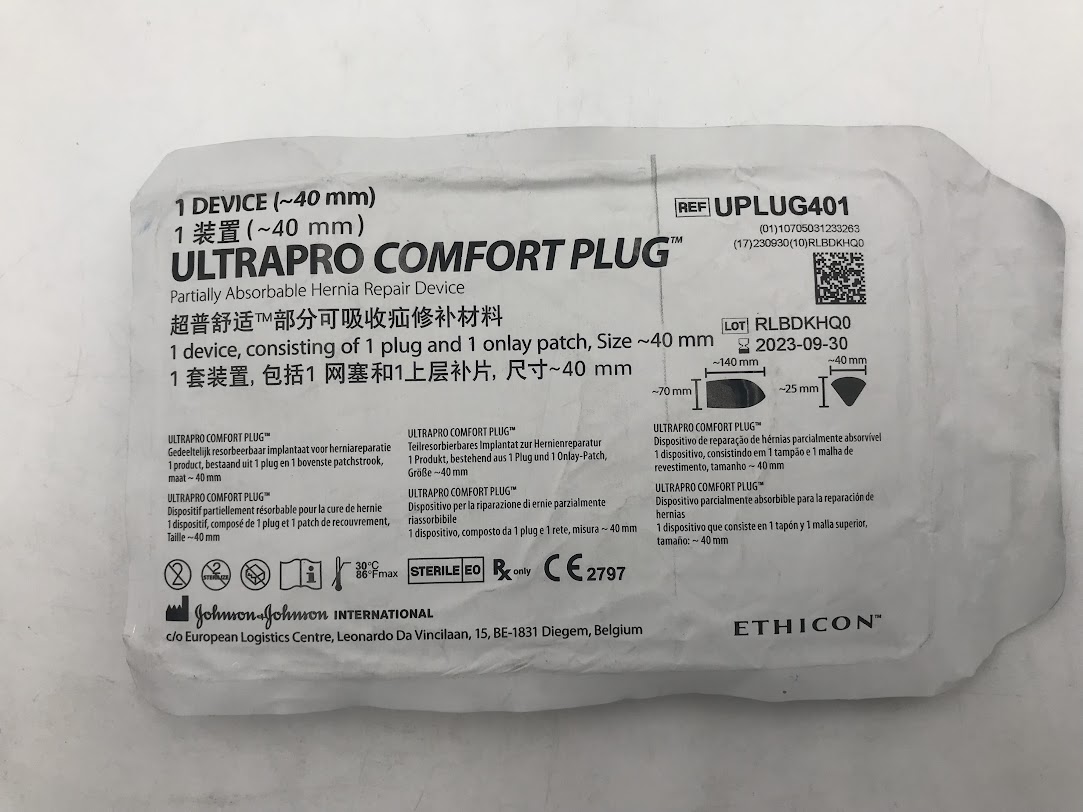 1 DEVICE (~40 mm)
1 装置 (~40 mm)
ULTRAPRO COMFORT PLUG™
Partially Absorbable Hernia Repair Device
超普舒适™部分可吸收疝修补材料
1 device, consisting of 1 plug and 1 onlay patch, Size ~40 mm
1 套装置, 包括1 网塞和1上层补片, 尺寸~40 mm
REF UPLUG401
(01)10705031233263
(17)230930(10)RLBDKHQ0
LOT RLBDKHQ0
2023-09-30
~140 mm
~40 mm
~70 mm
~25 mm
ULTRAPRO COMFORT PLUG™
Gedeeltelijk resorbeerbaar implantaat voor herniareparatie
1 product, bestaand uit 1 plug en 1 bovenste patchstrook,
maat ~ 40 mm
ULTRAPRO COMFORT PLUG™
Dispositif partiellement résorbable pour la cure de hernie
1 dispositif, composé de 1 plug et 1 patch de recouvrement,
Taille ~40 mm
ULTRAPRO COMFORT PLUG™
Teilresorbierbares Implantat zur Hernienreparatur
1 Produkt, bestehend aus 1 Plug und 1 Onlay-Patch,
Größe ~40 mm
ULTRAPRO COMFORT PLUG™
Dispositivo per la riparazione di ernie parzialmente
riassorbibile
1 dispositivo, composto da 1 plug e 1 rete, misura ~ 40 mm
ULTRAPRO COMFORT PLUG™
Dispositivo de reparação de hérnias parcialmente absorvível
1 dispositivo, consistindo em 1 tampão e 1 malha de
revestimento, tamanho ~ 40 mm
ULTRAPRO COMFORT PLUG™
Dispositivo parcialmente absorbible para la reparación de
hernias
1 dispositivo que consiste en 1 tapón y 1 malla superior,
tamaño: ~ 40 mm
2
2 STERILIZE
30°C
86°F max
STERILE EO
Rx only
CE 2797
Johnson & Johnson INTERNATIONAL
c/o European Logistics Centre, Leonardo Da Vincilaan, 15, BE-1831 Diegem, Belgium
ETHICON™